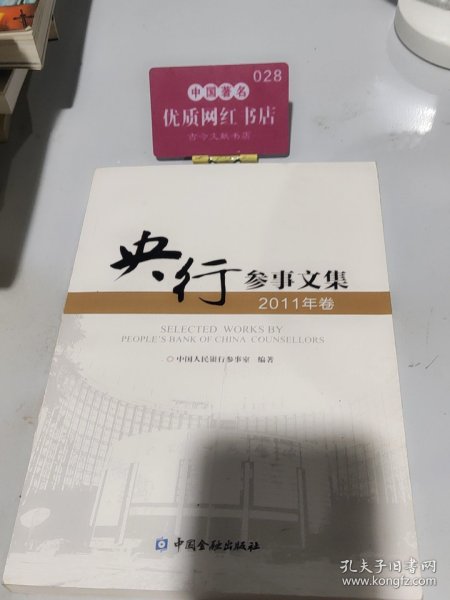 028
中国著名
优质网红书店
古今文献书店
央行 参事文集
2011年卷
SELECTED WORKS BY
PEOPLE'S BANK OF CHINA COUNSELLORS
◎中国人民银行参事室 编著
中国金融出版社
孔夫子旧书网
www.kongfz.com